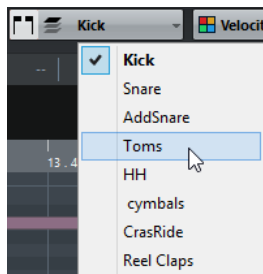 Kick Velocit
--
Kick
Snare
AddSnare
Toms
13.4
HH
cymbals
CrasRide
Reel Claps